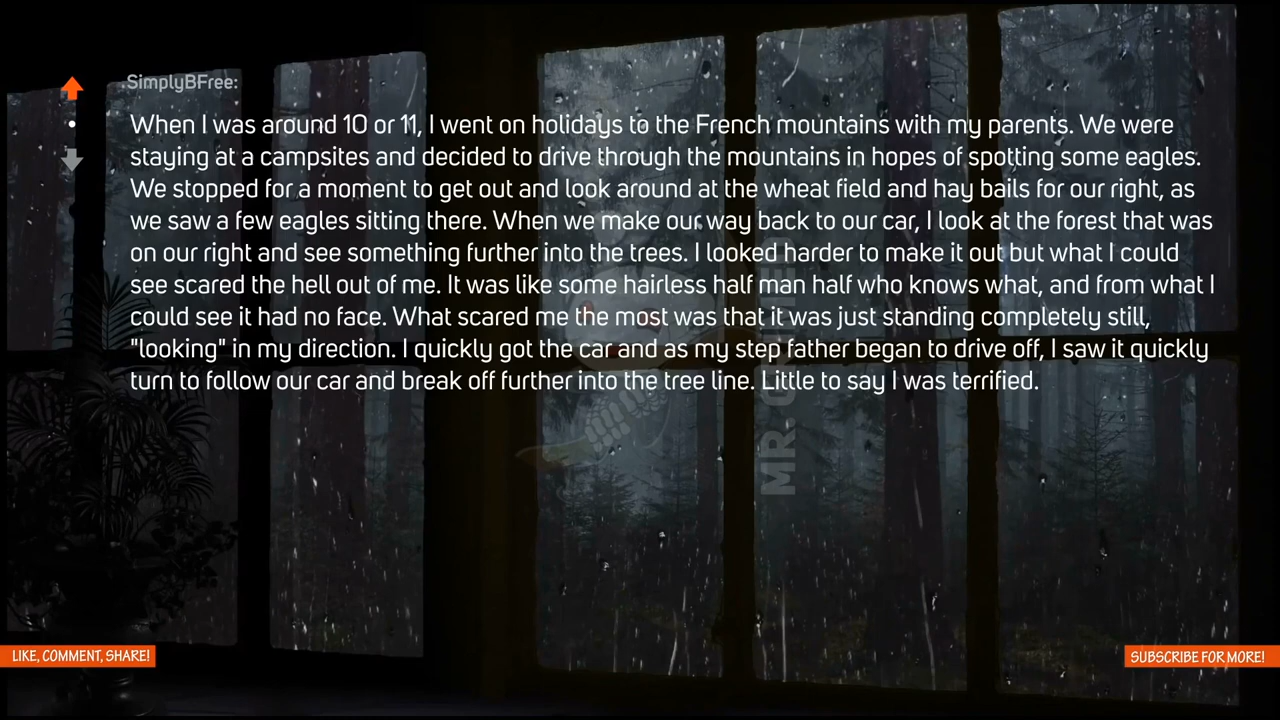 .SimplyBFree:
When I was around 10 or 11, I went on holidays to the French mountains with my parents. We were
staying at a campsites and decided to drive through the mountains in hopes of spotting some eagles.
We stopped for a moment to get out and look around at the wheat field and hay bails for our right, as
we saw a few eagles sitting there. When we make our way back to our car, I look at the forest that was
on our right and see something further into the trees. I looked harder to make it out but what I could
see scared the hell out of me. It was like some hairless half man half who knows what, and from what I
could see it had no face. What scared me the most was that it was just standing completely still,
"looking" in my direction. I quickly got the car and as my step father began to drive off, I saw it quickly
turn to follow our car and break off further into the tree line. Little to say I was terrified.
MR.
LIKE, COMMENT, SHARE!
SUBSCRIBE FOR MORE!